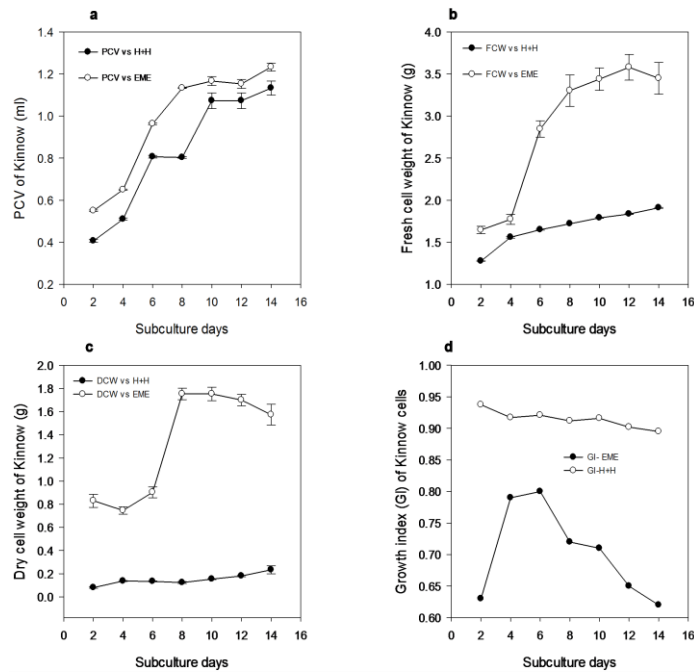 a
PCV vs H+H
PCV vs EME
1.4
1.2
1.0
0.8
0.6
0.4
0.2
PCV of Kinnow (ml)
0 2 4 6 8 10 12 14 16
Subculture days
b
FCW vs H+H
FCW vs EME
4.0
3.5
3.0
2.5
2.0
1.5
1.0
Fresh cell weight of Kinnow (g)
0 2 4 6 8 10 12 14 16
Subculture days
c
DCW vs H+H
DCW vs EME
2.0
1.8
1.6
1.4
1.2
1.0
0.8
0.6
0.4
0.2
0.0
Dry cell weight of Kinnow (g)
0 2 4 6 8 10 12 14 16
Subculture days
d
GI- EME
GI-H+H
1.00
0.95
0.90
0.85
0.80
0.75
0.70
0.65
0.60
Growth index (GI) of Kinnow cells
0 2 4 6 8 10 12 14 16
Subculture days